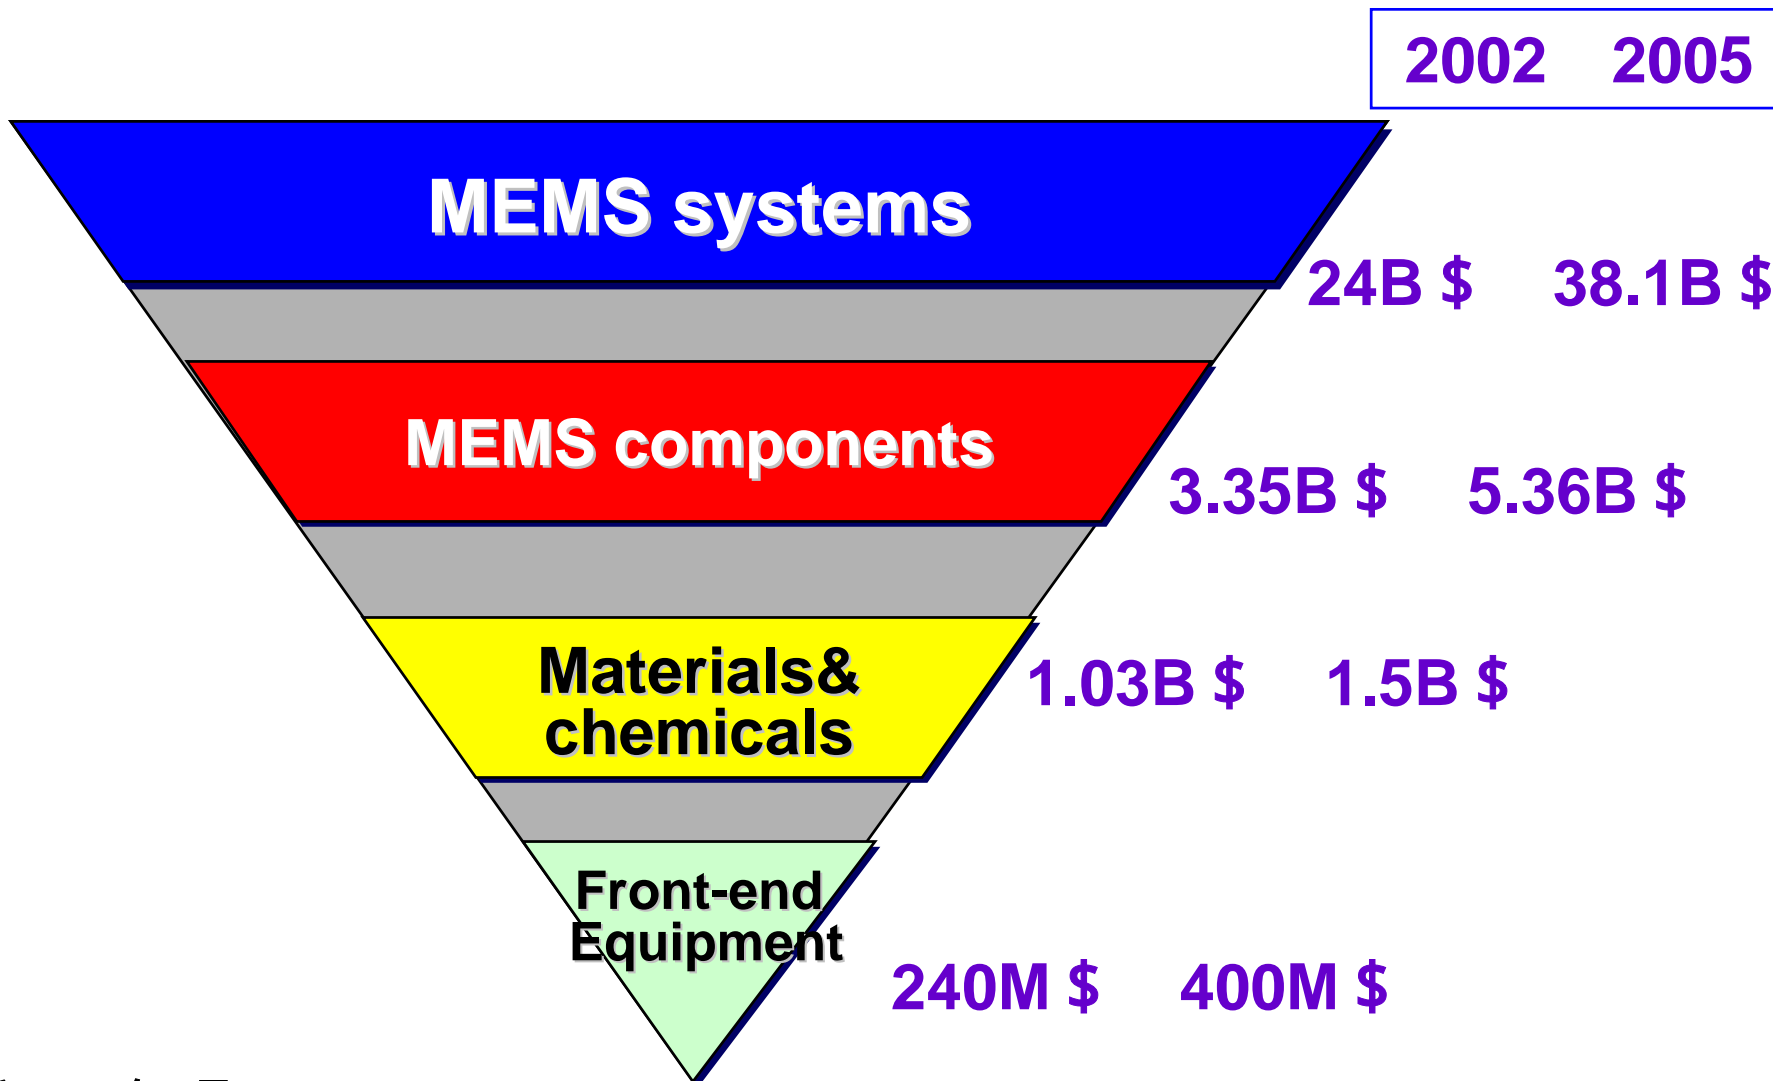 2002 2005
MEMS systems
24B $ 38.1B $
MEMS components
3.35B $ 5.36B $
Materials&
chemicals
1.03B $ 1.5B $
Front-end
Equipment
240M $ 400M $